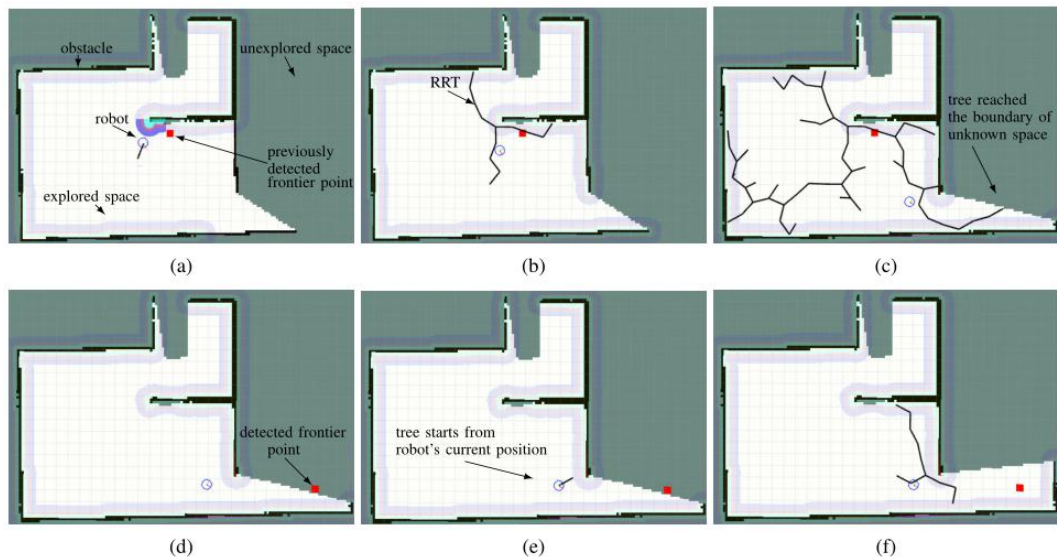 obstacle
unexplored space
robot
previously
detected
frontier point
explored space
(a)
RRT
(b)
tree reached
the boundary of
unknown space
(c)
detected frontier
point
(d)
tree starts from
robot's current position
(e)
(f)